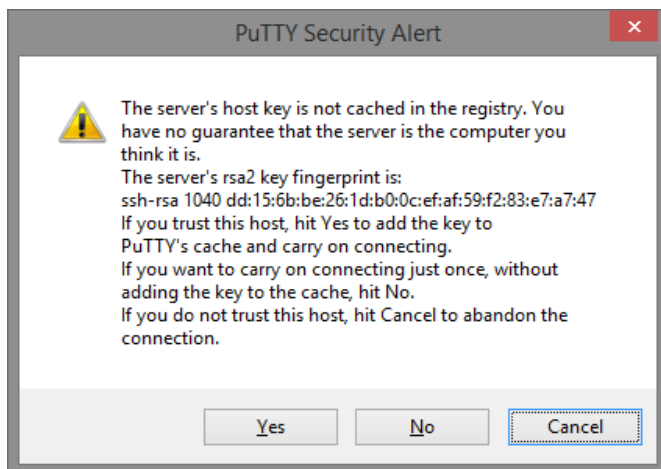 PuTTY Security Alert
The server's host key is not cached in the registry. You
have no guarantee that the server is the computer you
think it is.
The server's rsa2 key fingerprint is:
ssh-rsa 1040 dd:15:6b:be:26:1d:b0:0c:ef:af:59:f2:83:e7:a7:47
If you trust this host, hit Yes to add the key to
PuTTY's cache and carry on connecting.
If you want to carry on connecting just once, without
adding the key to the cache, hit No.
If you do not trust this host, hit Cancel to abandon the
connection.
Yes No Cancel